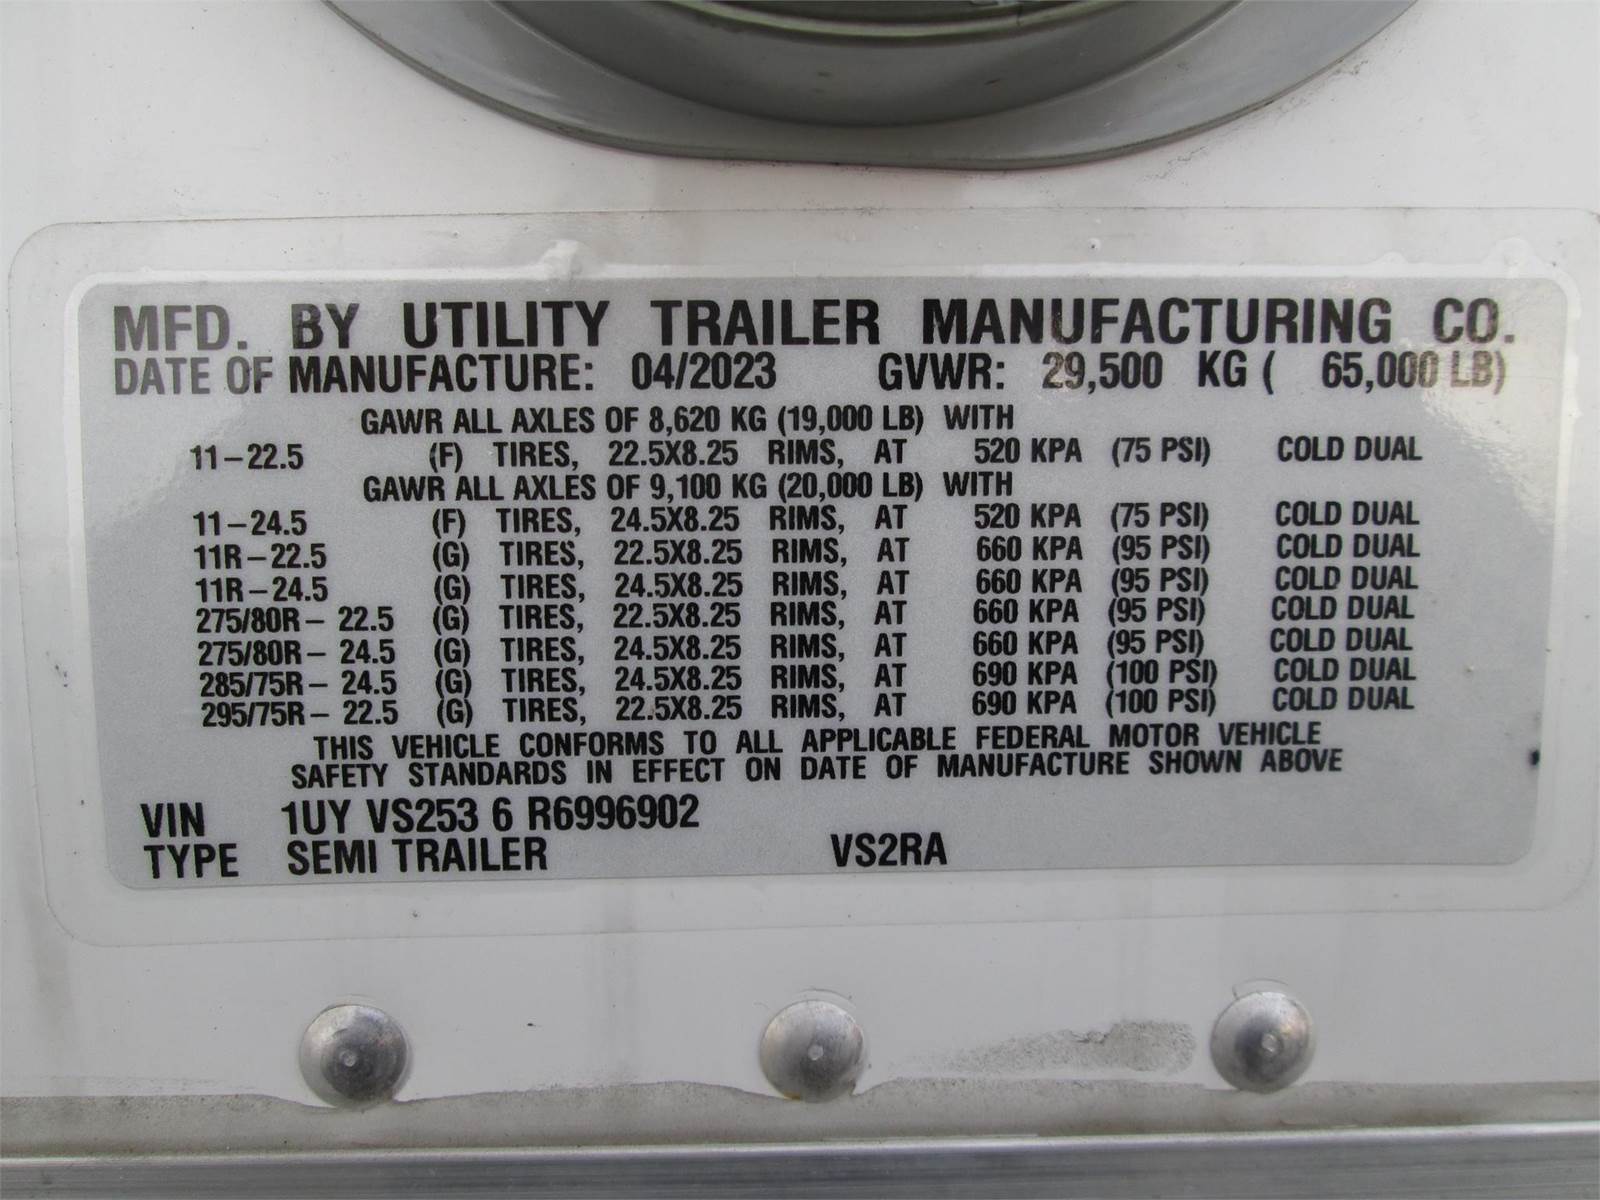 MFD. BY UTILITY TRAILER MANUFACTURING CO.
DATE OF MANUFACTURE: 04/2023 GVWR: 29,500 KG ( 65,000 LB)
GAWR ALL AXLES OF 8,620 KG (19,000 LB) WITH
11-22.5 (F) TIRES, 22.5X8.25 RIMS, AT 520 KPA (75 PSI) COLD DUAL
GAWR ALL AXLES OF 9,100 KG (20,000 LB) WITH
11-24.5 (F) TIRES, 24.5X8.25 RIMS, AT 520 KPA (75 PSI) COLD DUAL
11R-22.5 (G) TIRES, 22.5X8.25 RIMS, AT 660 KPA (95 PSI) COLD DUAL
11R-24.5 (G) TIRES, 24.5X8.25 RIMS, AT 660 KPA (95 PSI) COLD DUAL
275/80R- 22.5 (G) TIRES, 22.5X8.25 RIMS, AT 660 KPA (95 PSI) COLD DUAL
275/80R- 24.5 (G) TIRES, 24.5X8.25 RIMS, AT 660 KPA (95 PSI) COLD DUAL
285/75R- 24.5 (G) TIRES, 24.5X8.25 RIMS, AT 690 KPA (100 PSI) COLD DUAL
295/75R- 22.5 (G) TIRES, 22.5X8.25 RIMS, AT 690 KPA (100 PSI) COLD DUAL
THIS VEHICLE CONFORMS TO ALL APPLICABLE FEDERAL MOTOR VEHICLE
SAFETY STANDARDS IN EFFECT ON DATE OF MANUFACTURE SHOWN ABOVE
VIN 1UY VS253 6 R6996902
TYPE SEMI TRAILER VS2RA